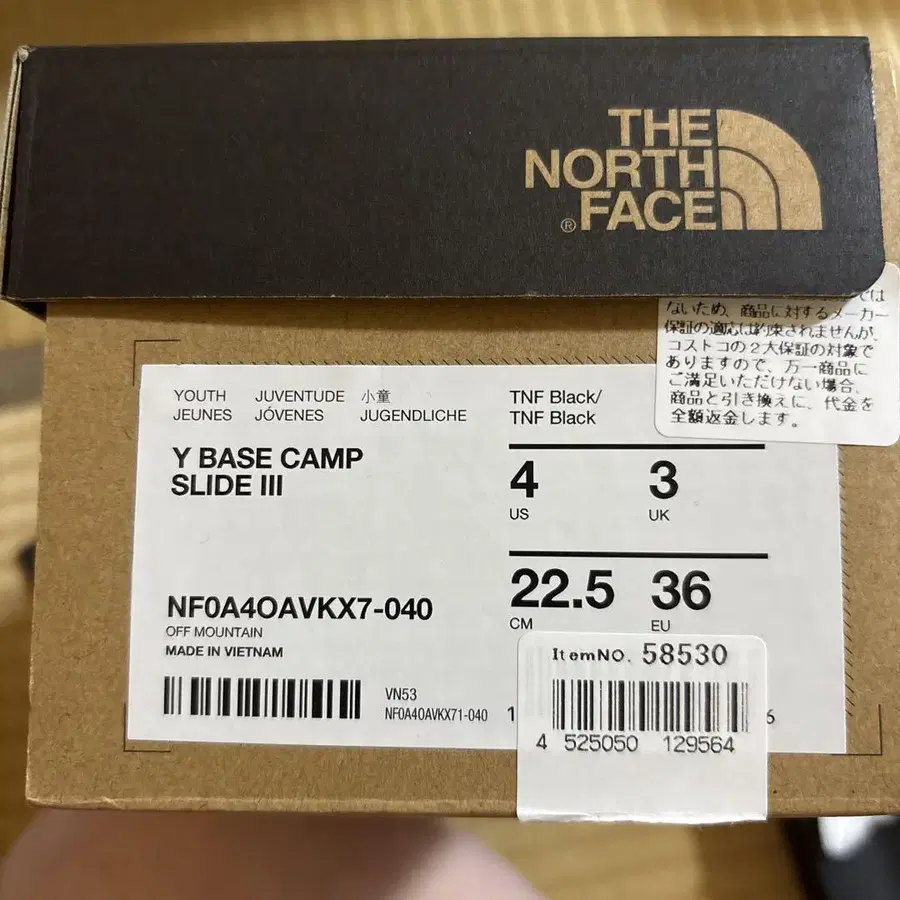 THE
NORTH
FACE
®
では
ないため、商品に対するメーカー
保証の適応は約束されませんが、
コストコの2大保証の対象で
ありますので、万一商品に
ご満足いただけない場合、
商品と引き換えに、代金を
全額返金します。
YOUTH JUVENTUDE 小童
JEUNES JÓVENES JUGENDLICHE
TNF Black/
TNF Black
Y BASE CAMP
SLIDE III
4 3
US UK
22.5 36
CM EU
NF0A4OAVKX7-040
OFF MOUNTAIN
MADE IN VIETNAM
VN53
NF0A4OAVKX71-040
ItemNO. 58530
4 525050 129564